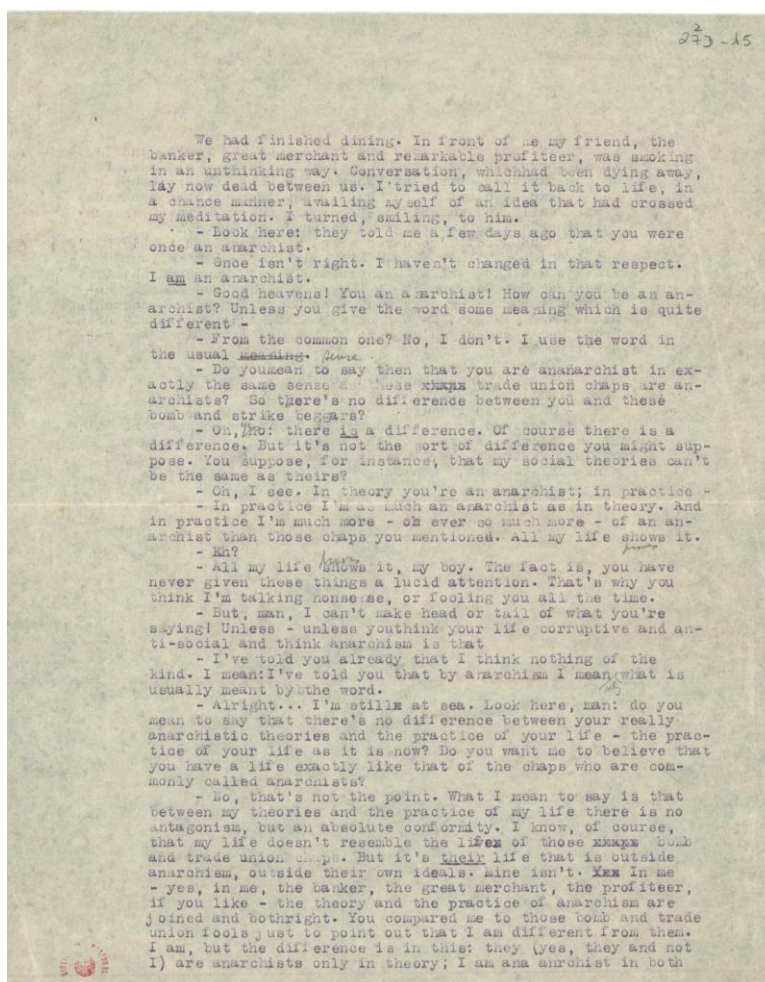 27²D - 15
We had finished dining. In front of me my friend, the
banker, great merchant and remarkable profiteer, was smoking
in an unthinking way. Conversation, whichhad been dying away,
lay now dead between us. I tried to call it back to life, in
a chance manner, availing myself of an idea that had crossed
my meditation. I turned, smiling, to him.
- Look here: they told me a few days ago that you were
once an anarchist.
- Once isn't right. I haven't changed in that respect.
I am an anarchist.
- Good heavens! You an anarchist! How can you be an an-
archist? Unless you give the word some meaning which is quite
different -
- From the common one? No, I don't. I use the word in
the usual meaning. sense.
- Do youmean to say then that you are ananarchist in ex-
actly the same sense as these trade union chaps are an-
archists? So there's no difference between you and these
bomb and strike beggars?
- Oh, no: there is a difference. Of course there is a
difference. But it's not the sort of difference you might sup-
pose. You suppose, for instance, that my social theories can't
be the same as theirs?
- Oh, I see. In theory you're an anarchist; in practice -
- In practice I'm as much an anarchist as in theory. And
in practice I'm much more - oh ever so much more - of an an-
archist than those chaps you mentioned. All my life shows it.
proves
- Eh?
proves
- All my life shows it, my boy. The fact is, you have
never given these things a lucid attention. That's why you
think I'm talking nonsense, or fooling you all the time.
- But, man, I can't make head or tail of what you're
saying! Unless - unless youthink your life corruptive and an-
ti-social and think anarchism is that
- I've told you already that I think nothing of the
kind. I mean:I've told you that by anarchism I mean what is
usually meant by the word.
- Alright... I'm still at sea. Look here, man: do you
mean to say that there's no difference between your really
anarchistic theories and the practice of your life - the prac-
tice of your life as it is now? Do you want me to believe that
you have a life exactly like that of the chaps who are com-
monly called anarchists?
- No, that's not the point. What I mean to say is that
between my theories and the practice of my life there is no
antagonism, but an absolute conformity. I know, of course,
that my life doesn't resemble the lives of those bomb
and trade union chaps. But it's their life that is outside
anarchism, outside their own ideals. Mine isn't. In me
- yes, in me, the banker, the great merchant, the profiteer,
if you like - the theory and the practice of anarchism are
joined and bothright. You compared me to those bomb and trade
union fools just to point out that I am different from them.
I am, but the difference is in this: they (yes, they and not
I) are anarchists only in theory; I am ana anrchist in both